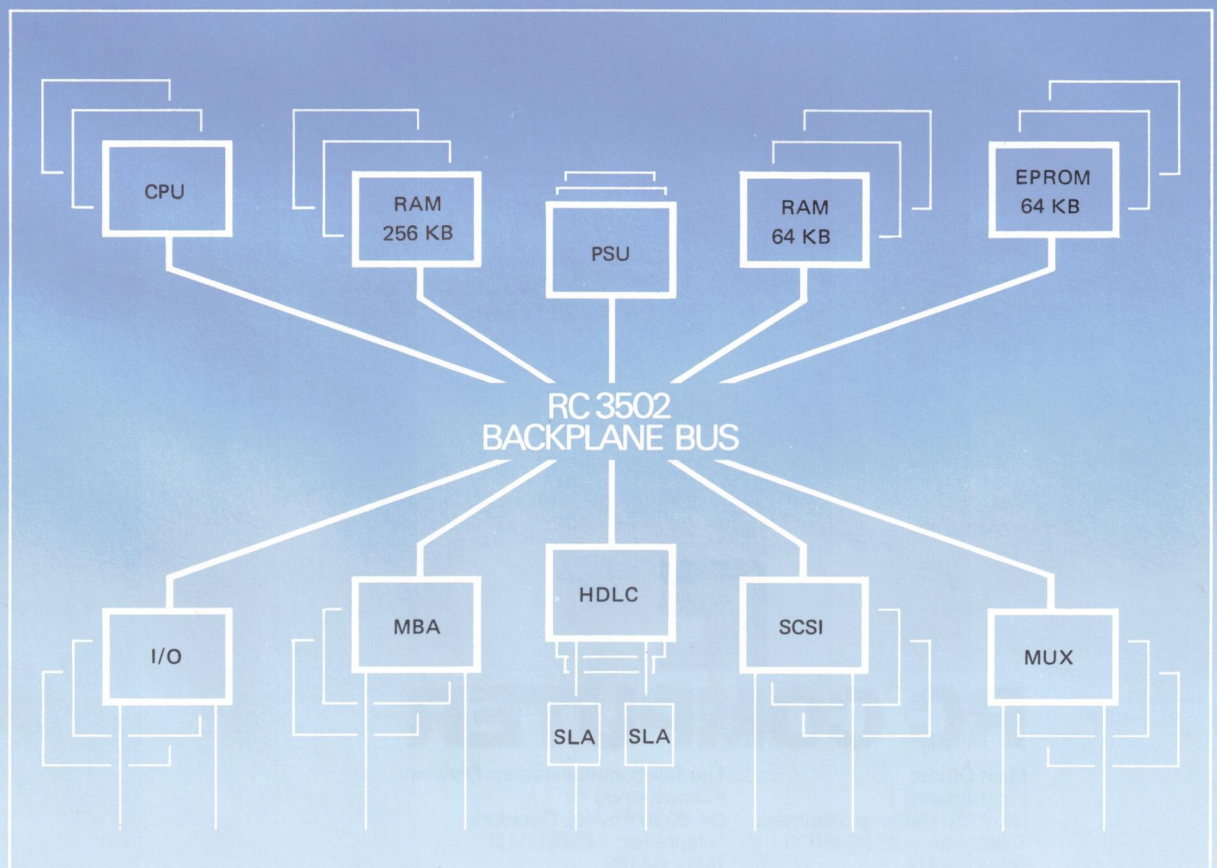 CPU
RAM
256 KB
PSU
RAM
64 KB
EPROM
64 KB
RC 3502
BACKPLANE BUS
I/O
MBA
HDLC
SCSI
MUX
SLA
SLA